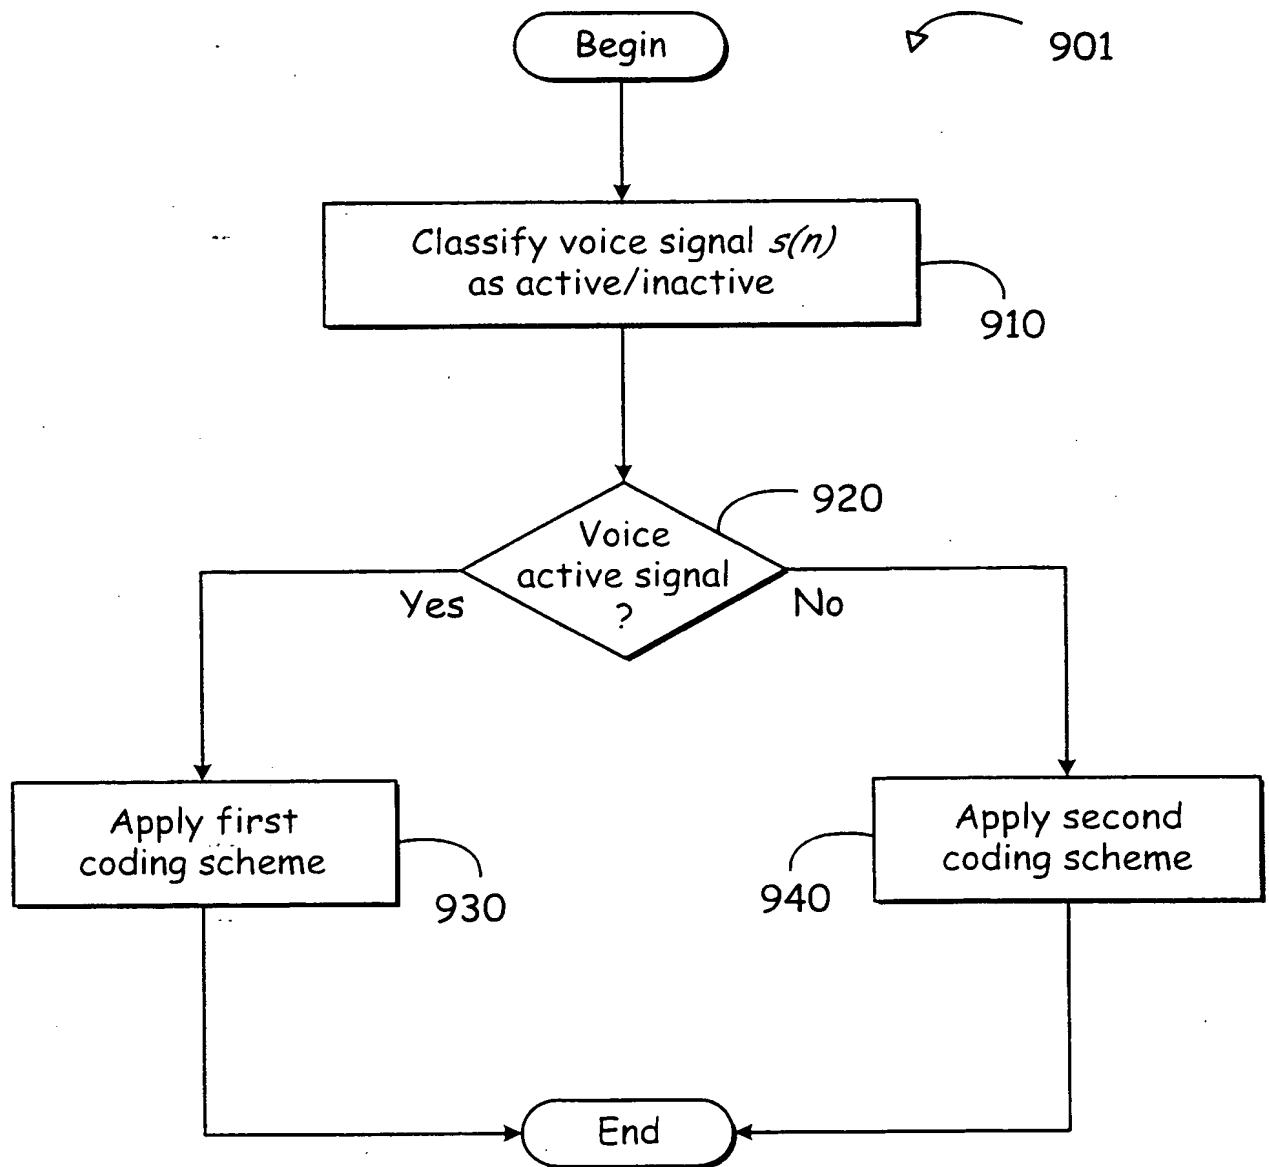 Begin
901
Classify voice signal s(n)
as active/inactive
910
920
Voice
active signal
?
Yes
No
Apply first
coding scheme
930
Apply second
coding scheme
940
End